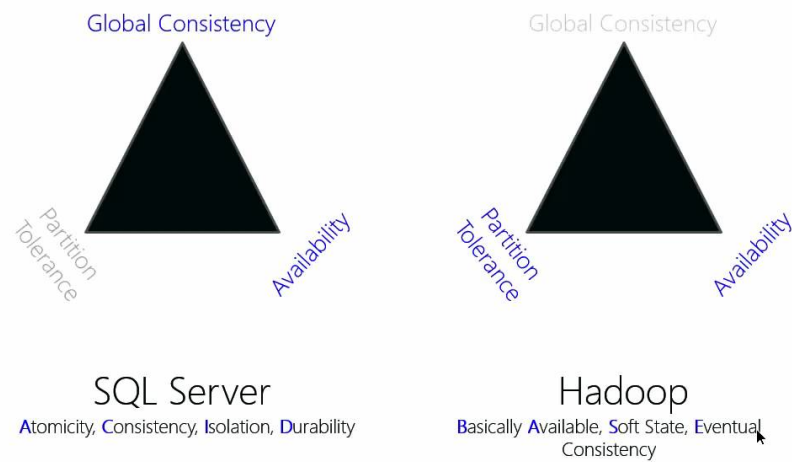 Global Consistency
Partition
Tolerance
Availability
SQL Server
Atomicity, Consistency, Isolation, Durability
Global Consistency
Partition
Tolerance
Availability
Hadoop
Basically Available, Soft State, Eventual
Consistency